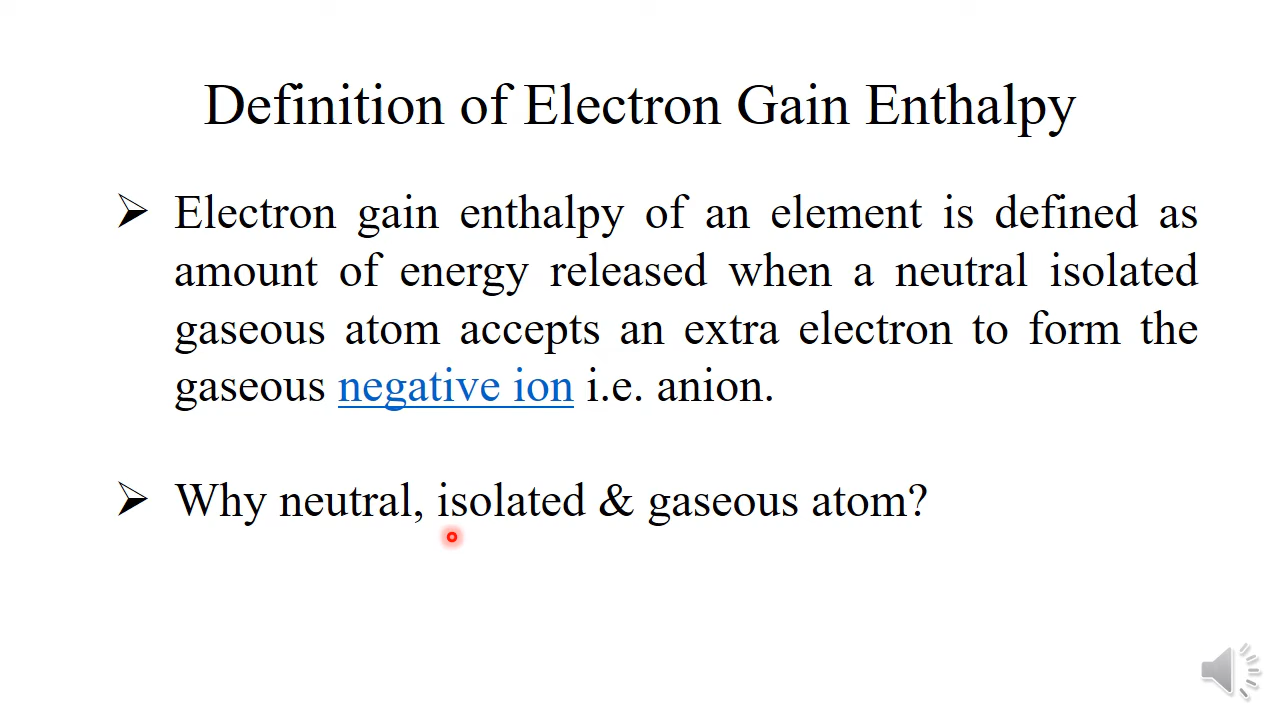 Definition of Electron Gain Enthalpy
➢ Electron gain enthalpy of an element is defined as
amount of energy released when a neutral isolated
gaseous atom accepts an extra electron to form the
gaseous negative ion i.e. anion.
➢ Why neutral, isolated & gaseous atom?